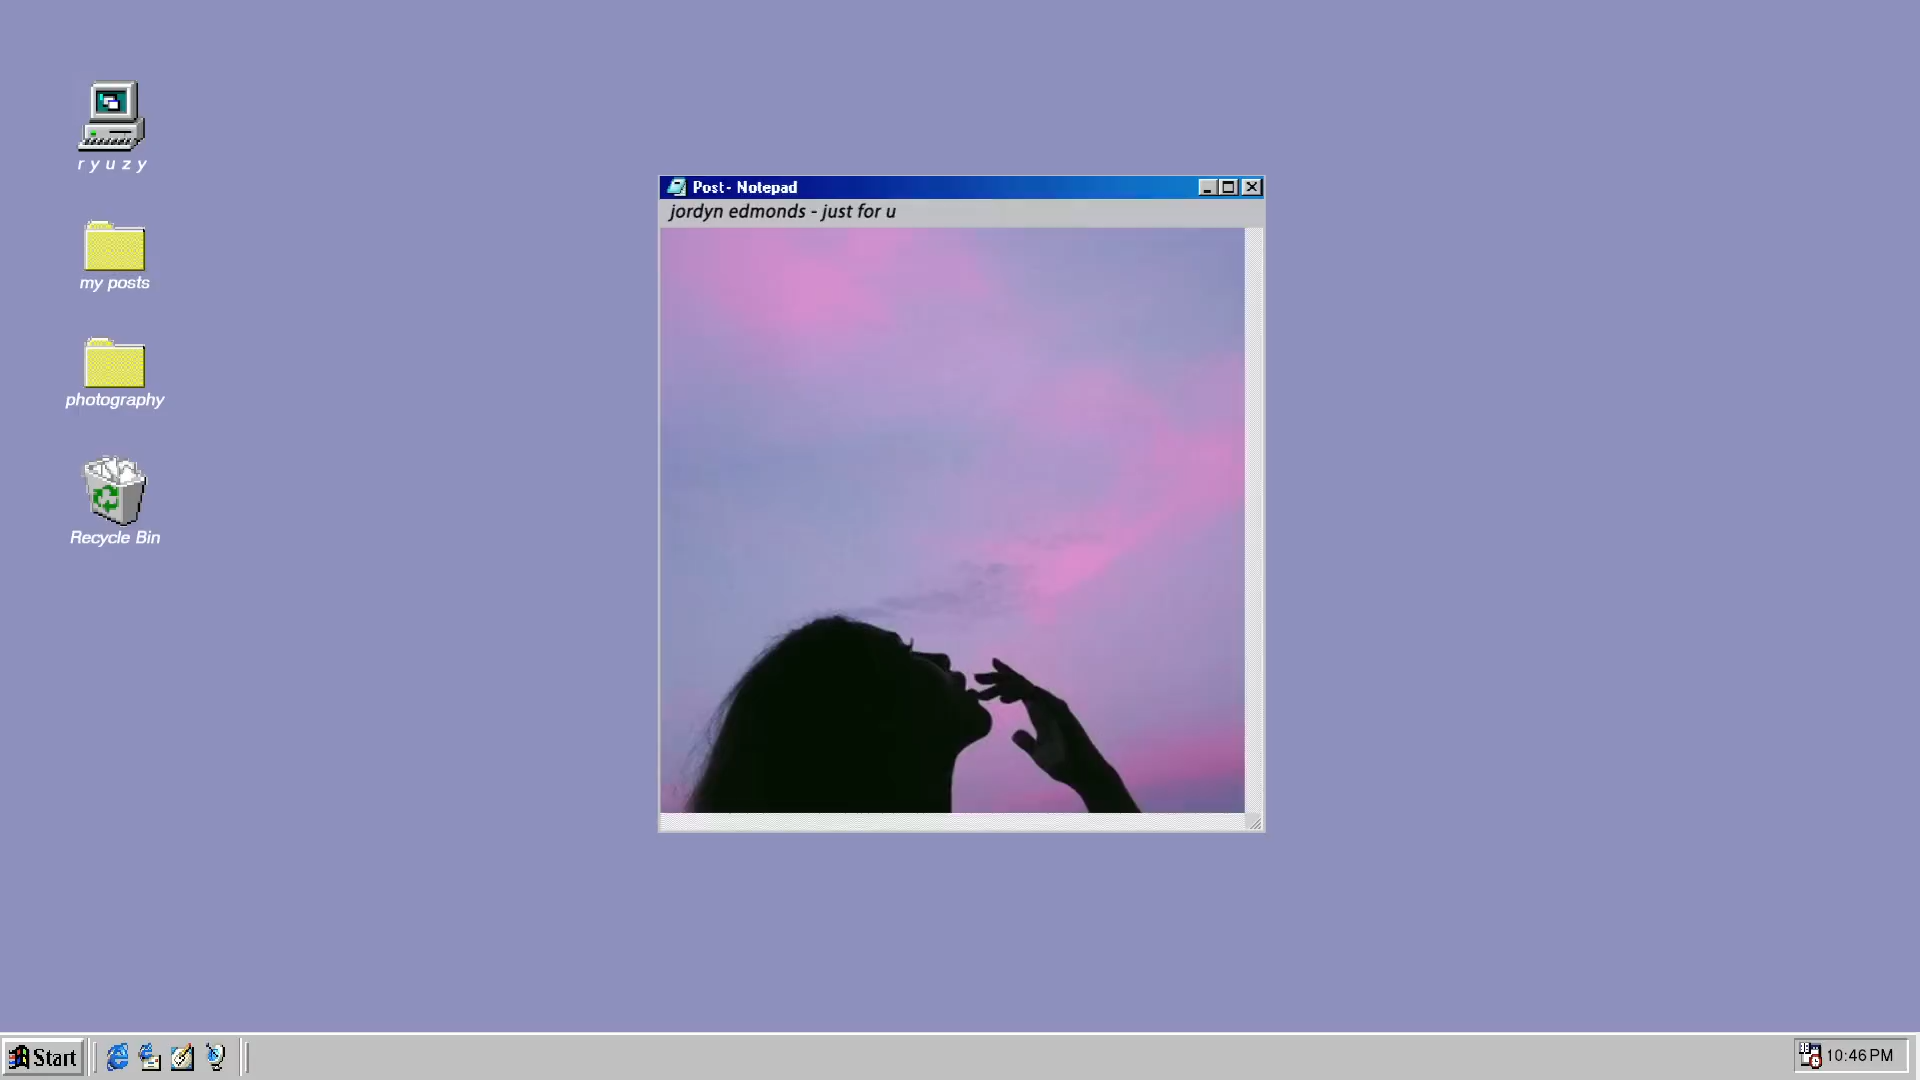 r y u z y
my posts
photography
Recycle Bin
Post - Notepad
jordyn edmonds - just for u
Start
10:46 PM